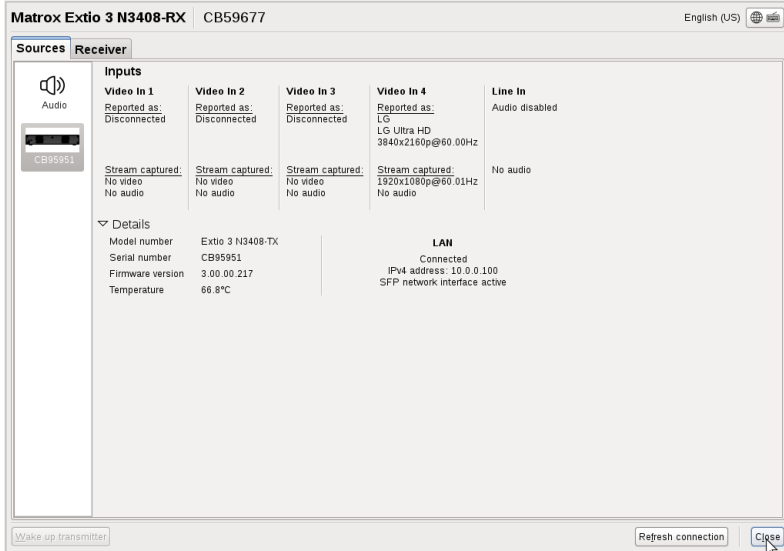 Matrox Extio 3 N3408-RX CB59677 English (US)
Sources Receiver
Audio
CB95951
Inputs
Video In 1
Reported as:
Disconnected
Stream captured:
No video
No audio
Video In 2
Reported as:
Disconnected
Stream captured:
No video
No audio
Video In 3
Reported as:
Disconnected
Stream captured:
No video
No audio
Video In 4
Reported as:
LG
LG Ultra HD
3840x2160p@60.00Hz
Stream captured:
1920x1080p@60.01Hz
No audio
Line In
Audio disabled
No audio
Details
Model number Extio 3 N3408-TX
Serial number CB95951
Firmware version 3.00.00.217
Temperature 66.8°C
LAN
Connected
IPv4 address: 10.0.0.100
SFP network interface active
Wake up transmitter Refresh connection Close